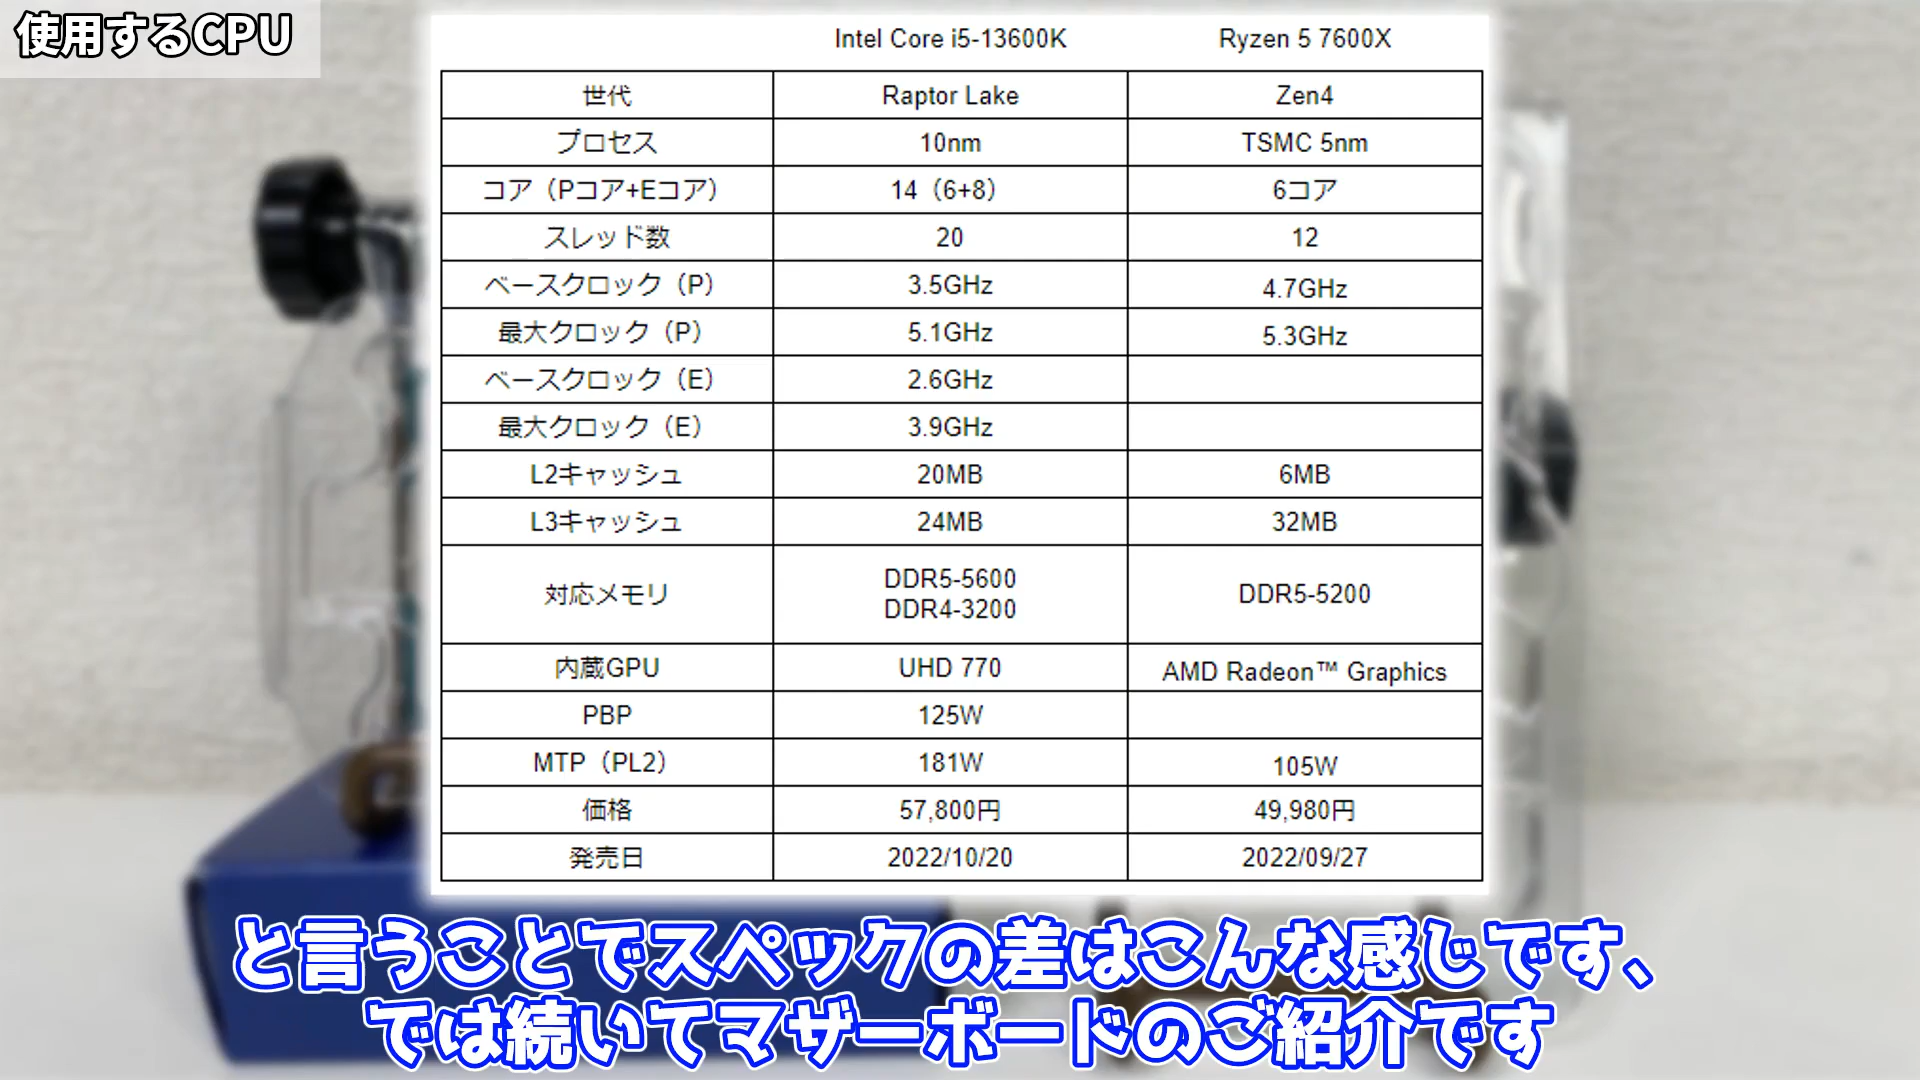 使用するCPU
Intel Core i5-13600K Ryzen 5 7600X
世代 Raptor Lake Zen4
プロセス 10nm TSMC 5nm
コア（Pコア+Eコア） 14（6+8） 6コア
スレッド数 20 12
ベースクロック（P） 3.5GHz 4.7GHz
最大クロック（P） 5.1GHz 5.3GHz
ベースクロック（E） 2.6GHz
最大クロック（E） 3.9GHz
L2キャッシュ 20MB 6MB
L3キャッシュ 24MB 32MB
対応メモリ DDR5-5600 DDR5-5200
DDR4-3200
内蔵GPU UHD 770 AMD Radeon™ Graphics
PBP 125W
MTP（PL2） 181W 105W
価格 57,800円 49,980円
発売日 2022/10/20 2022/09/27
と言うことでスペックの差はこんな感じです、
では続いてマザーボードのご紹介です